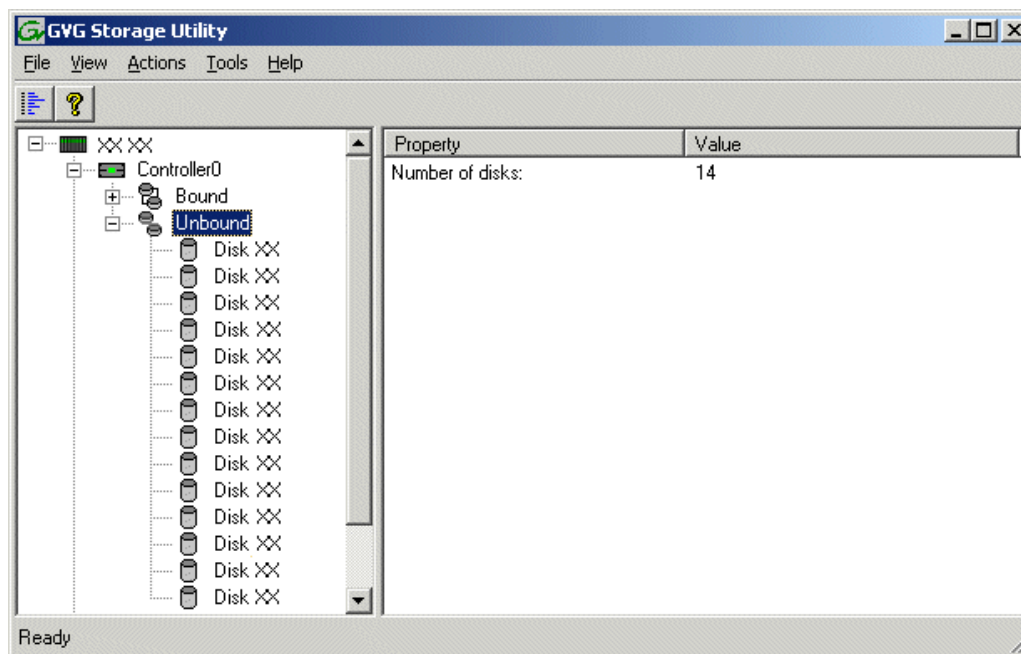 GVG Storage Utility
File View Actions Tools Help
XX XX
Controller0
Bound
Unbound
Disk XX
Disk XX
Disk XX
Disk XX
Disk XX
Disk XX
Disk XX
Disk XX
Disk XX
Disk XX
Disk XX
Disk XX
Disk XX
Disk XX
Property Value
Number of disks: 14
Ready